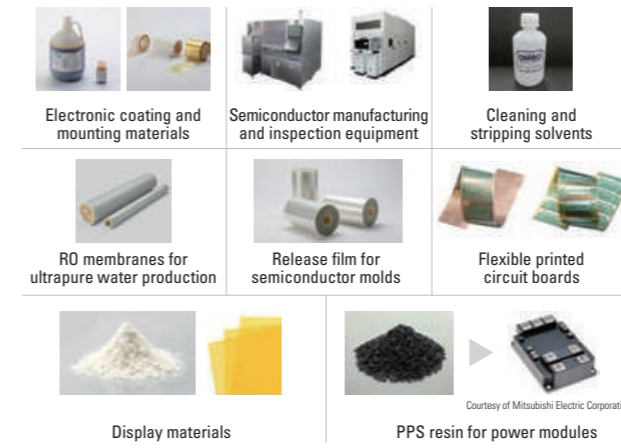 Electronic coating and
mounting materials
Semiconductor manufacturing
and inspection equipment
Cleaning and
stripping solvents
RO membranes for
ultrapure water production
Release film for
semiconductor molds
Flexible printed
circuit boards
Courtesy of Mitsubishi Electric Corporati
Display materials
PPS resin for power modules